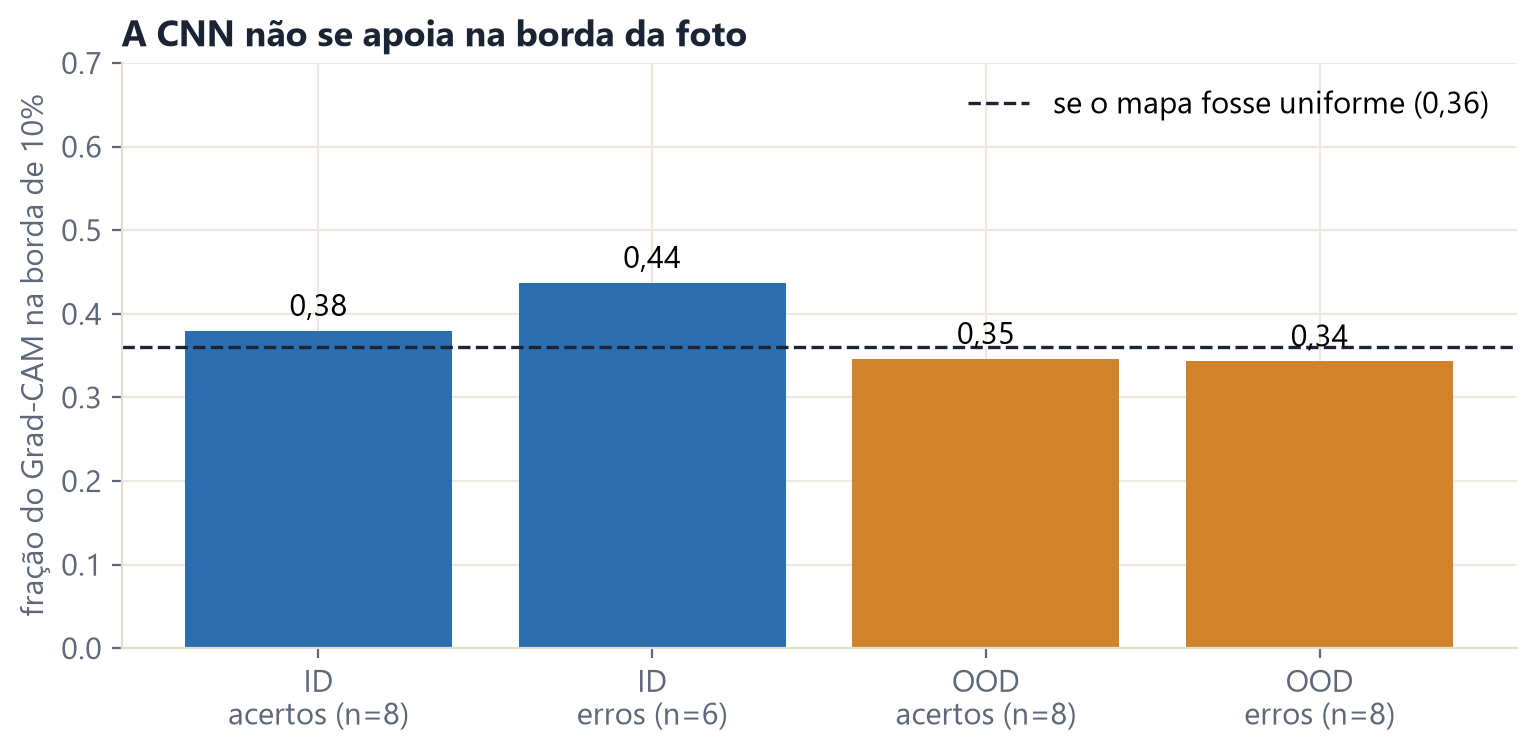 A CNN não se apoia na borda da foto
fração do Grad-CAM na borda de 10%
0.7
0.6
0.5
0.4
0.3
0.2
0.1
0.0
se o mapa fosse uniforme (0,36)
0,38
0,44
0,35
0,34
ID
acertos (n=8)
ID
erros (n=6)
OOD
acertos (n=8)
OOD
erros (n=8)